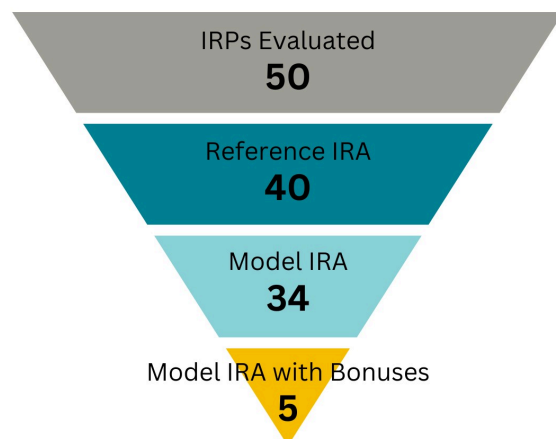 IRPs Evaluated
50
Reference IRA
40
Model IRA
34
Model IRA with Bonuses
5